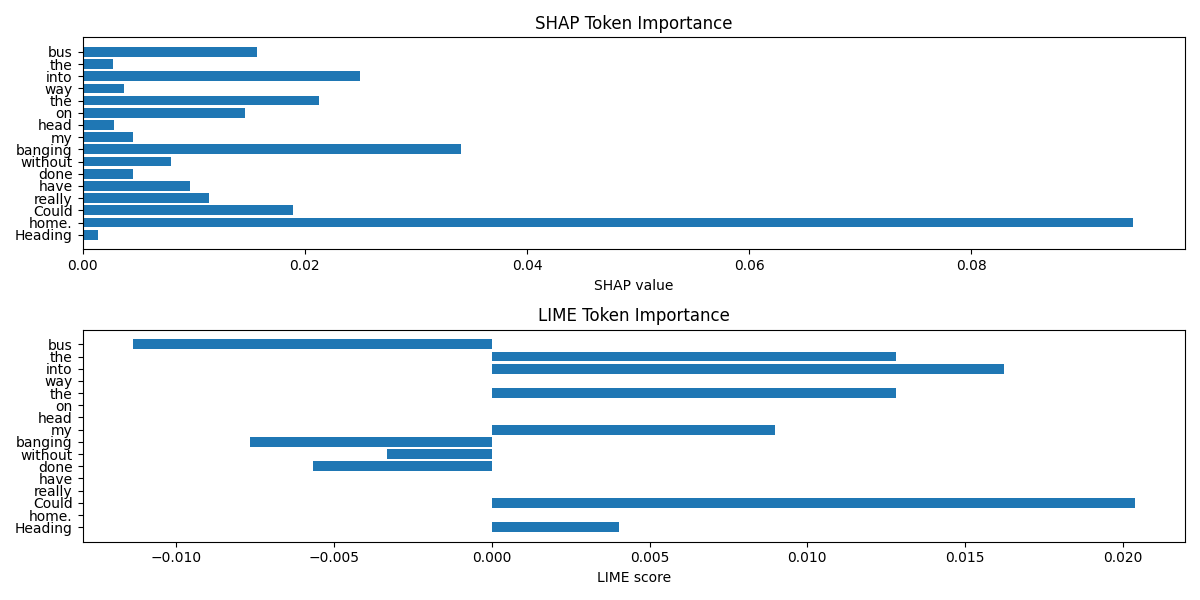 SHAP Token Importance
bus
the
into
way
the
on
head
my
banging
without
done
have
really
Could
home.
Heading
0.00 0.02 0.04 0.06 0.08
SHAP value
LIME Token Importance
bus
the
into
way
the
on
head
my
banging
without
done
have
really
Could
home.
Heading
−0.010 −0.005 0.000 0.005 0.010 0.015 0.020
LIME score